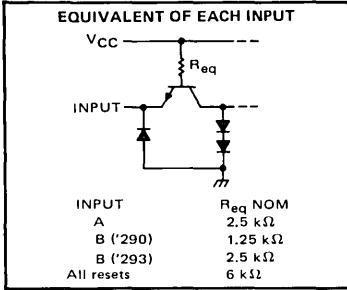 EQUIVALENT OF EACH INPUT
VCC
Req
INPUT
INPUT Req NOM
A 2.5 kΩ
B ('290) 1.25 kΩ
B ('293) 2.5 kΩ
All resets 6 kΩ